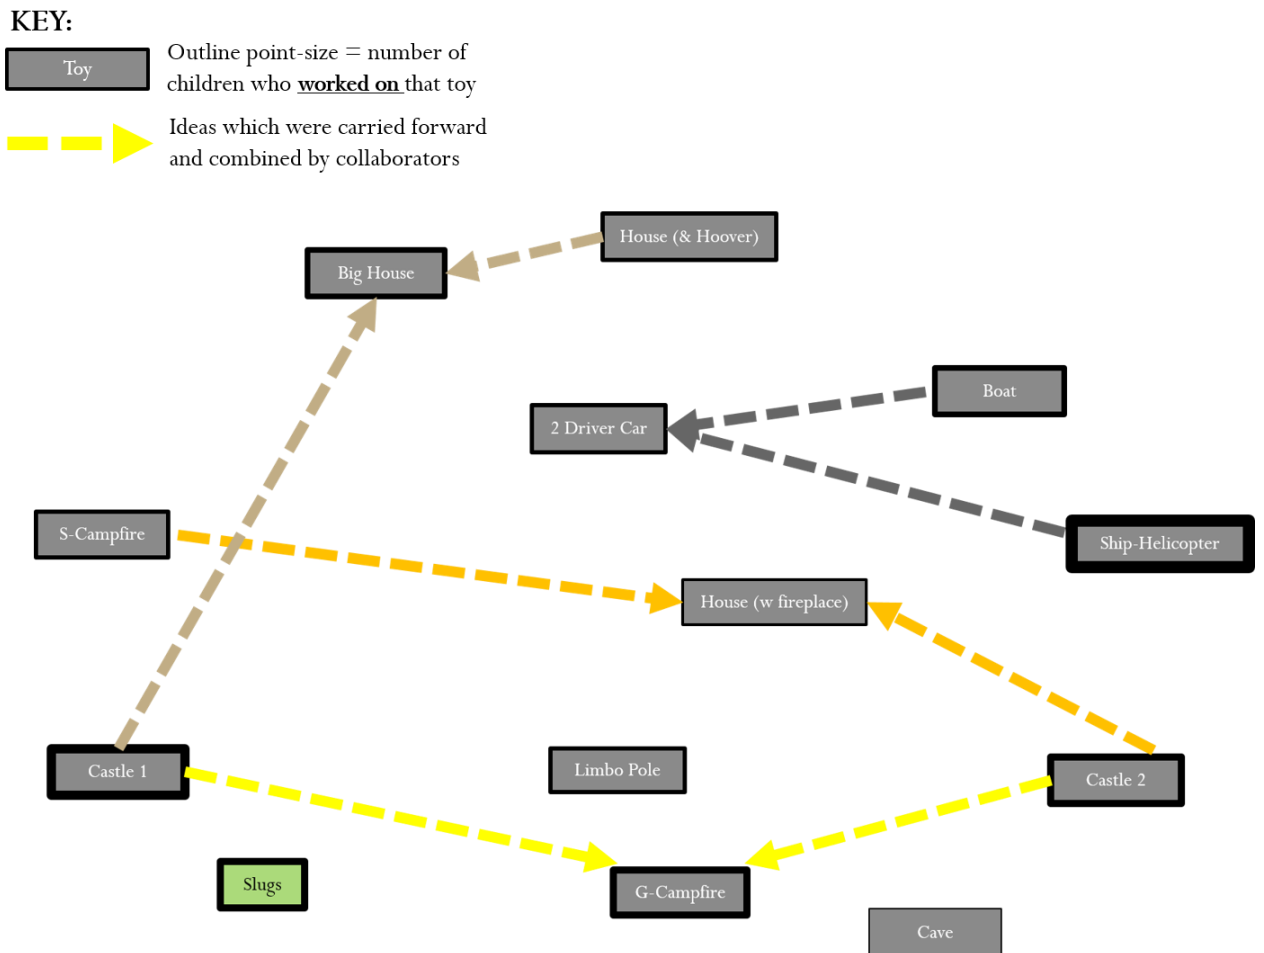 KEY:
Toy
Outline point-size = number of
children who worked on that toy
Ideas which were carried forward
and combined by collaborators
House (& Hoover)
Big House
Boat
2 Driver Car
S-Campfire
Ship-Helicopter
House (w fireplace)
Castle 1
Limbo Pole
Castle 2
Slugs
G-Campfire
Cave